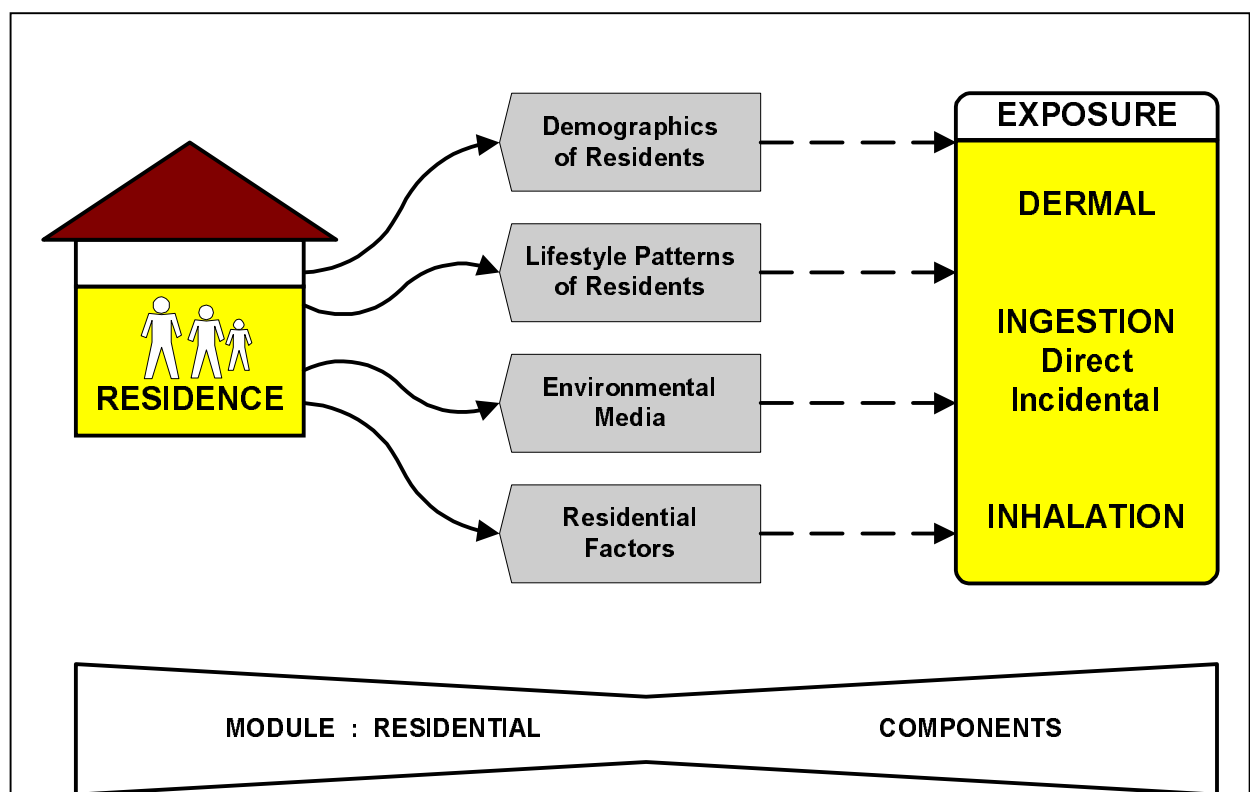 RESIDENCE
Demographics
of Residents
Lifestyle Patterns
of Residents
Environmental
Media
Residential
Factors
EXPOSURE
DERMAL
INGESTION
Direct
Incidental
INHALATION
MODULE : RESIDENTIAL
COMPONENTS